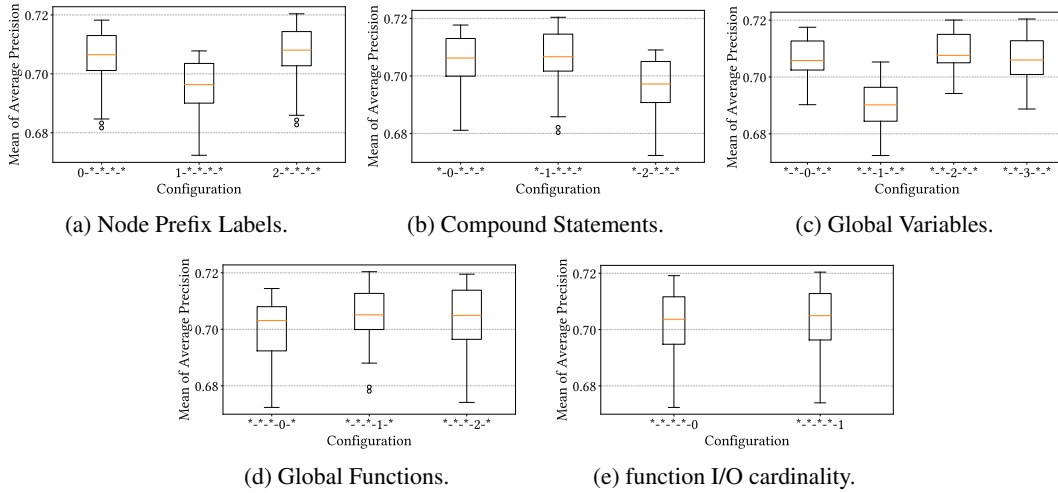 0.72
0.70
0.68
Mean of Average Precision
0-*-*-*-*
1-*-*-*-*
2-*-*-*-*
Configuration
(a) Node Prefix Labels.
0.72
0.70
0.68
Mean of Average Precision
*-0-*-*-*
*-1-*-*-*
*-2-*-*-*
Configuration
(b) Compound Statements.
0.72
0.70
0.68
Mean of Average Precision
*-*-0-*-*
*-*-1-*-*
*-*-2-*-*
*-*-3-*-*
Configuration
(c) Global Variables.
0.72
0.70
0.68
Mean of Average Precision
*-*-*-0-*
*-*-*-1-*
*-*-*-2-*
Configuration
(d) Global Functions.
0.72
0.70
0.68
Mean of Average Precision
*-*-*-*-0
*-*-*-*-1
Configuration
(e) function I/O cardinality.